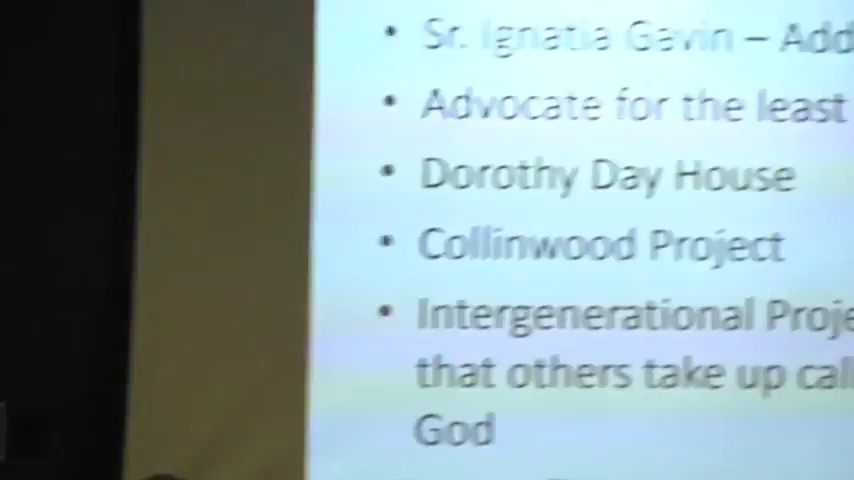 • Sr. Ignatia Gavin – Add
• Advocate for the least
• Dorothy Day House
• Collinwood Project
• Intergenerational Proje
that others take up call
God